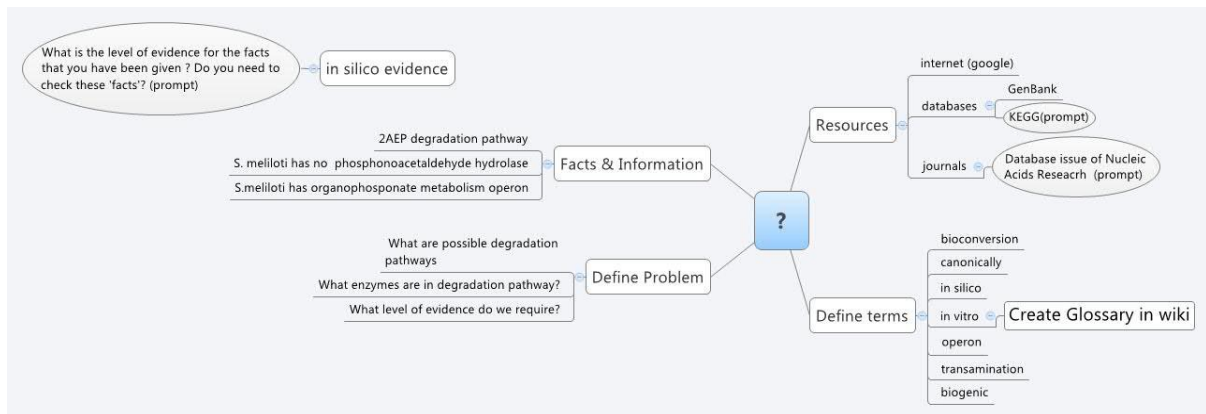 What is the level of evidence for the facts
that you have been given ? Do you need to
check these 'facts'? (prompt)
in silico evidence
2AEP degradation pathway
S. meliloti has no phosphonoacetaldehyde hydrolase
S.meliloti has organophosponate metabolism operon
Facts & Information
What are possible degradation
pathways
What enzymes are in degradation pathway?
What level of evidence do we require?
Define Problem
?
Resources
internet (google)
databases
GenBank
KEGG(prompt)
journals
Database issue of Nucleic
Acids Reseacrh (prompt)
Define terms
bioconversion
canonically
in silico
in vitro
Create Glossary in wiki
operon
transamination
biogenic